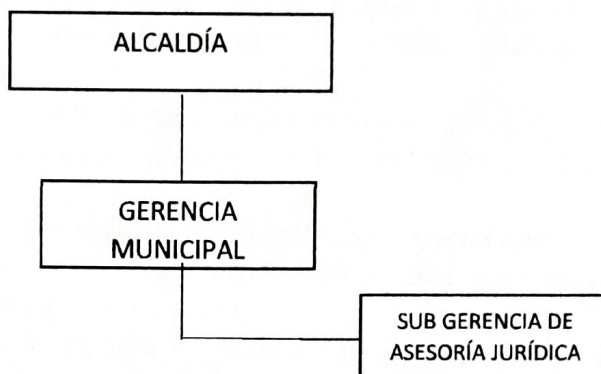 ALCALDÍA
GERENCIA
MUNICIPAL
SUB GERENCIA DE
ASESORÍA JURÍDICA